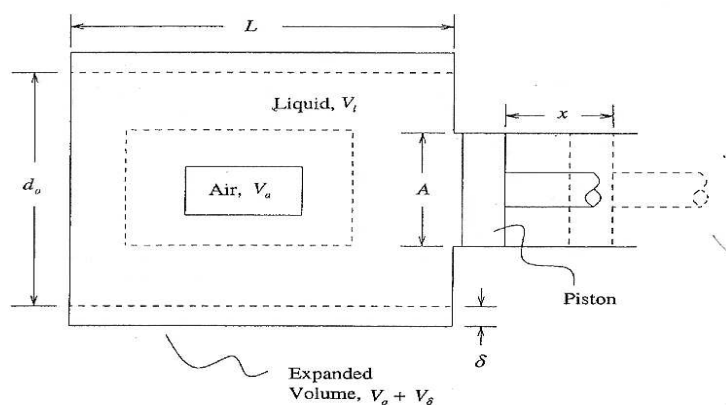 L
Liquid, V_l
x
d_o
Air, V_a
A
Piston
δ
Expanded
Volume, V_o + V_δ